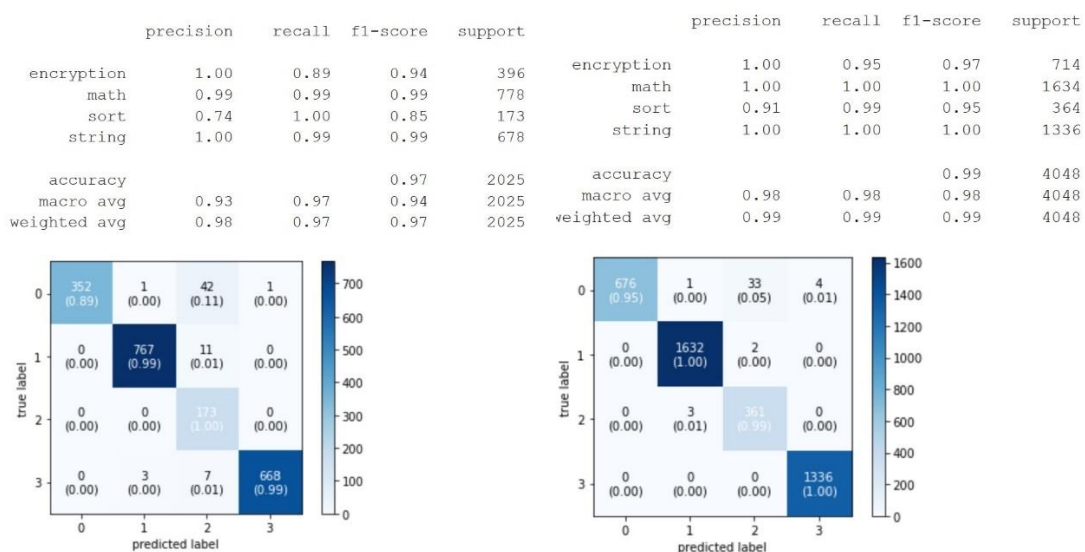 precision recall f1-score support
encryption 1.00 0.89 0.94 396
math 0.99 0.99 0.99 778
sort 0.74 1.00 0.85 173
string 1.00 0.99 0.99 678
accuracy 0.97 2025
macro avg 0.93 0.97 0.94 2025
weighted avg 0.98 0.97 0.97 2025
352 1 42 1
0 (0.89) (0.00) (0.11) (0.00)
0 767 11 0
1 (0.00) (0.99) (0.01) (0.00)
0 0 173 0
2 (0.00) (0.00) (1.00) (0.00)
0 3 7 668
3 (0.00) (0.00) (0.01) (0.99)
0 1 2 3
predicted label
true label
700
600
500
400
300
200
100
0
precision recall f1-score support
encryption 1.00 0.95 0.97 714
math 1.00 1.00 1.00 1634
sort 0.91 0.99 0.95 364
string 1.00 1.00 1.00 1336
accuracy 0.99 4048
macro avg 0.98 0.98 0.98 4048
weighted avg 0.99 0.99 0.99 4048
676 1 33 4
0 (0.95) (0.00) (0.05) (0.01)
0 1632 2 0
1 (0.00) (1.00) (0.00) (0.00)
0 3 361 0
2 (0.00) (0.01) (0.99) (0.00)
0 0 0 1336
3 (0.00) (0.00) (0.00) (1.00)
0 1 2 3
predicted label
true label
1600
1400
1200
1000
800
600
400
200
0